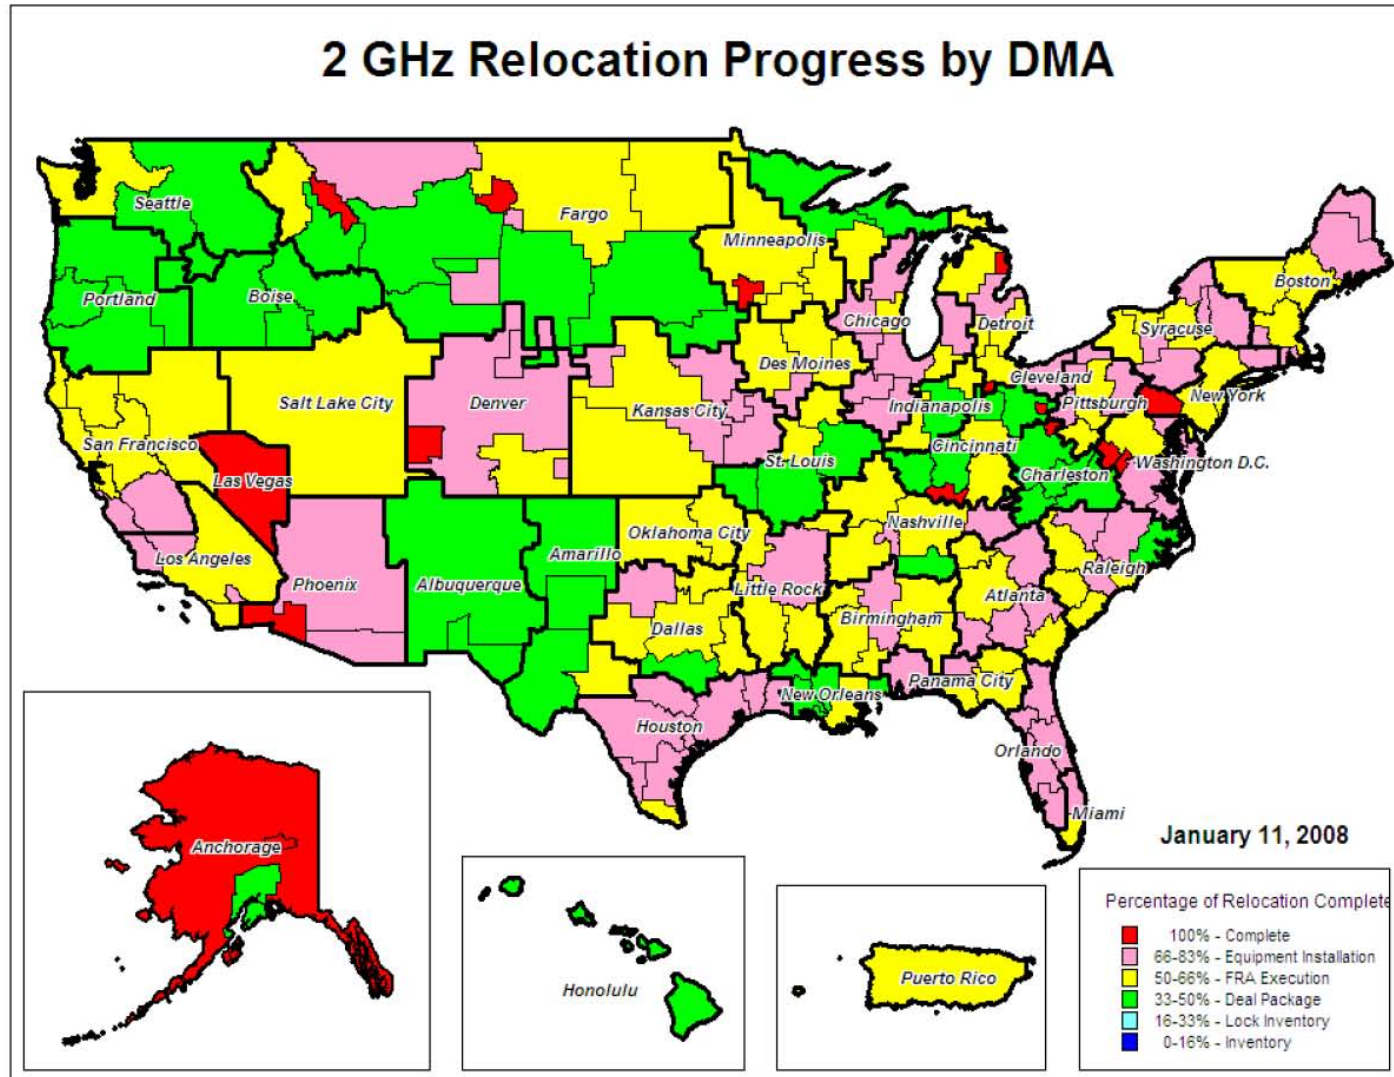 2 GHz Relocation Progress by DMA
Seattle
Fargo
Minneapolis
Boston
Portland
Boise
Chicago
Detroit
Syracuse
Des Moines
Cleveland
Salt Lake City
Denver
Kansas City
Indianapolis
Pittsburgh
New York
San Francisco
Cincinnati
Las Vegas
St. Louis
Charleston
Washington D.C.
Oklahoma City
Nashville
Los Angeles
Phoenix
Albuquerque
Amarillo
Little Rock
Atlanta
Raleigh
Dallas
Birmingham
Panama City
New Orleans
Houston
Orlando
Miami
January 11, 2008
Anchorage
Honolulu
Puerto Rico
Percentage of Relocation Complete
100% - Complete
66-83% - Equipment Installation
50-66% - FRA Execution
33-50% - Deal Package
16-33% - Lock Inventory
0-16% - Inventory